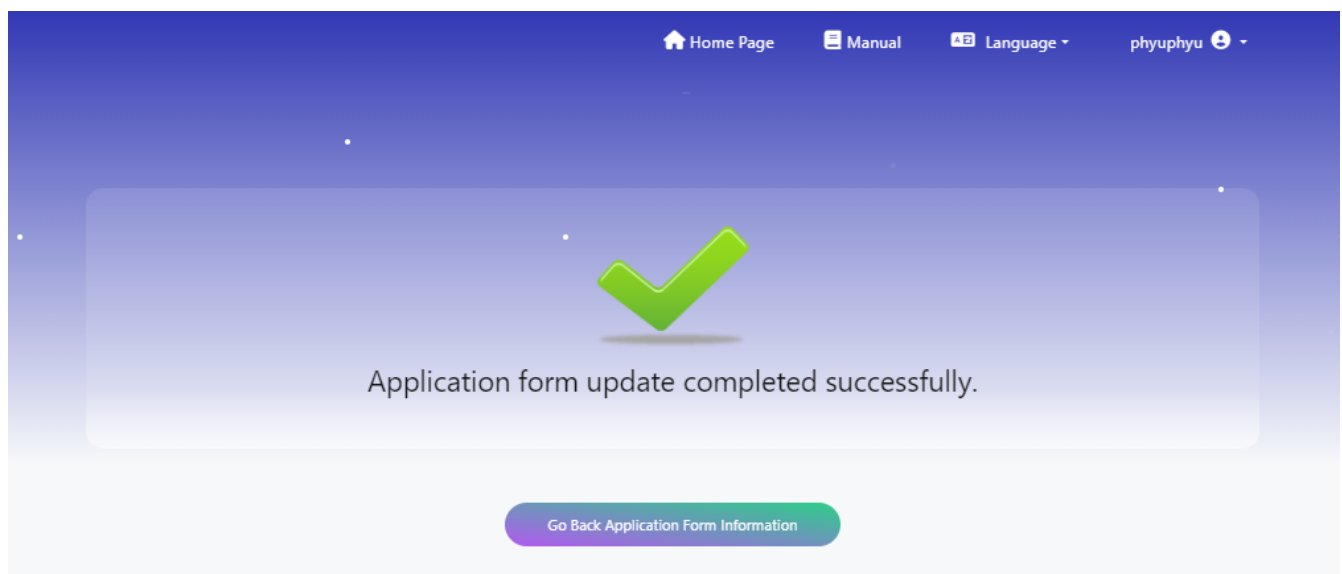 Home Page
Manual
Language
phyuphyu
Application form update completed successfully.
Go Back Application Form Information